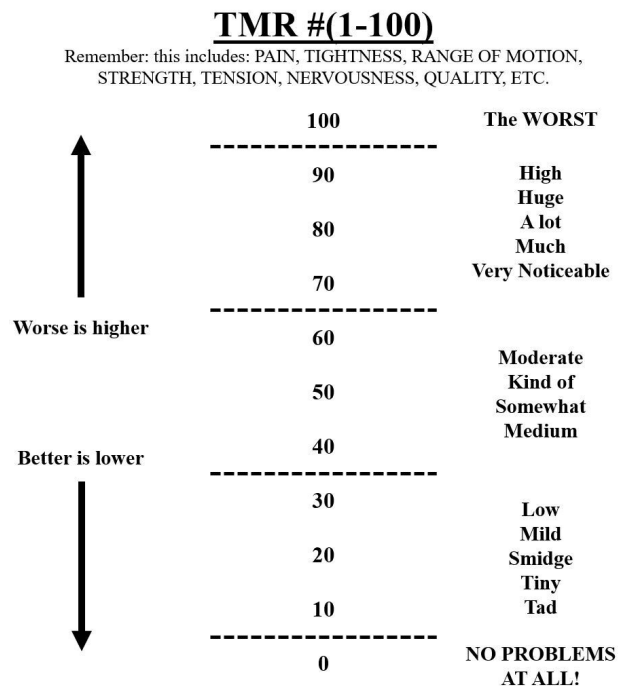 TMR #(1-100)
Remember: this includes: PAIN, TIGHTNESS, RANGE OF MOTION,
STRENGTH, TENSION, NERVOUSNESS, QUALITY, ETC.
100
The WORST
90
80
70
High
Huge
A lot
Much
Very Noticeable
Worse is higher
60
50
40
Moderate
Kind of
Somewhat
Medium
Better is lower
30
20
10
Low
Mild
Smidge
Tiny
Tad
0
NO PROBLEMS
AT ALL!